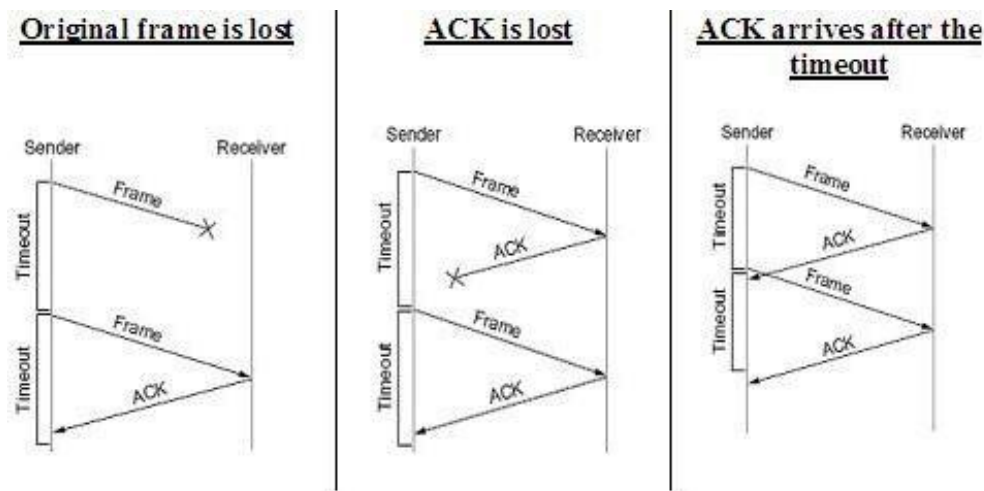 Original frame is lost
Sender Receiver
Frame
Timeout
Frame
Timeout
ACK
ACK is lost
Sender Receiver
Frame
Timeout
ACK
Frame
Timeout
ACK
ACK arrives after the
timeout
Sender Receiver
Frame
Timeout
ACK
Frame
Timeout
ACK